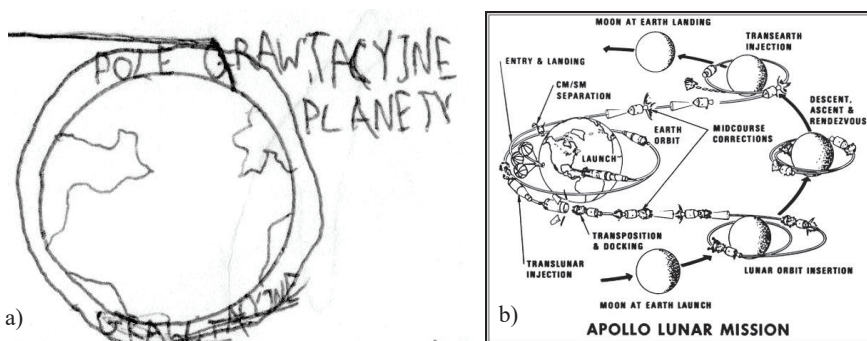 POLE GRAWITACYJNE
PLANETY
GRAWITACYJNE
a)
MOON AT EARTH LANDING
TRANSEARTH
INJECTION
ENTRY & LANDING
CM/SM
SEPARATION
DESCENT,
ASCENT &
RENDEZVOUS
EARTH
ORBIT
MIDCOURSE
CORRECTIONS
LAUNCH
TRANSPOSITION
& DOCKING
TRANSLUNAR
INJECTION
LUNAR ORBIT INSERTION
MOON AT EARTH LAUNCH
b)
APOLLO LUNAR MISSION